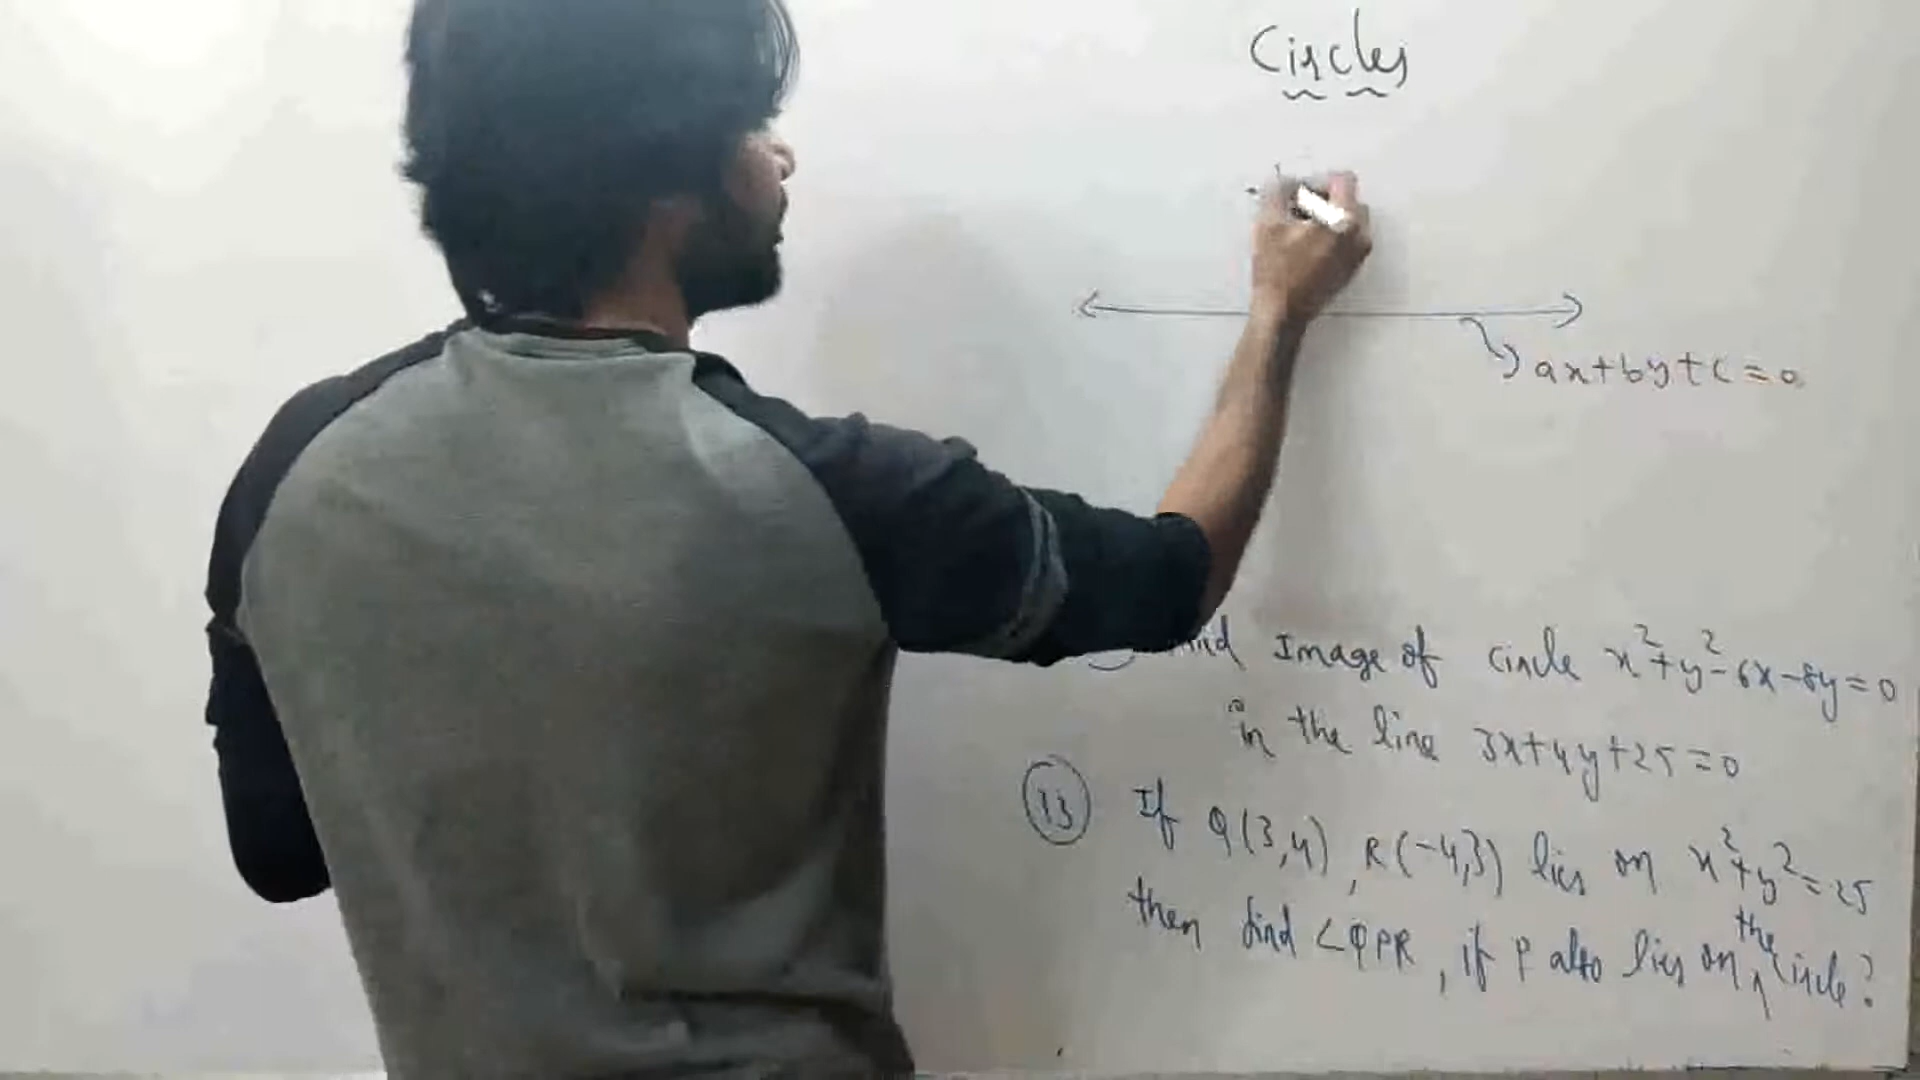 Circles
ax+by+c=0
Image of circle x²+y²-6x-8y=0
in the line 3x+4y+25=0
13 If Q(3,4), R(-4,3) lies on x²+y²=25
then find ∠QPR, if P also lies on the circle?